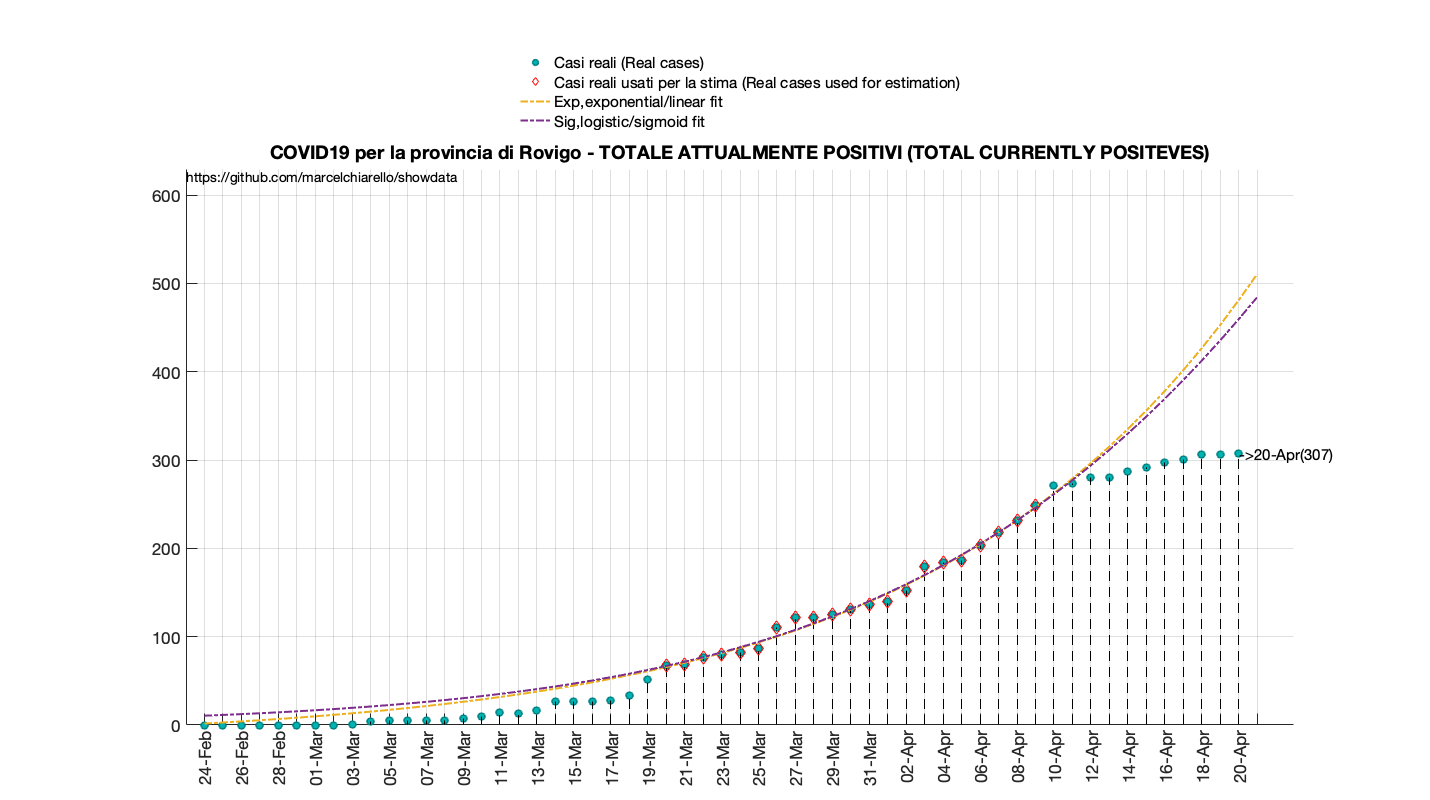 Casi reali (Real cases)
Casi reali usati per la stima (Real cases used for estimation)
Exp,exponential/linear fit
Sig,logistic/sigmoid fit
COVID19 per la provincia di Rovigo - TOTALE ATTUALMENTE POSITIVI (TOTAL CURRENTLY POSITEVES)
https://github.com/marcelchiarello/showdata
600
500
400
300
200
100
0
->20-Apr(307)
24-Feb
26-Feb
28-Feb
01-Mar
03-Mar
05-Mar
07-Mar
09-Mar
11-Mar
13-Mar
15-Mar
17-Mar
19-Mar
21-Mar
23-Mar
25-Mar
27-Mar
29-Mar
31-Mar
02-Apr
04-Apr
06-Apr
08-Apr
10-Apr
12-Apr
14-Apr
16-Apr
18-Apr
20-Apr